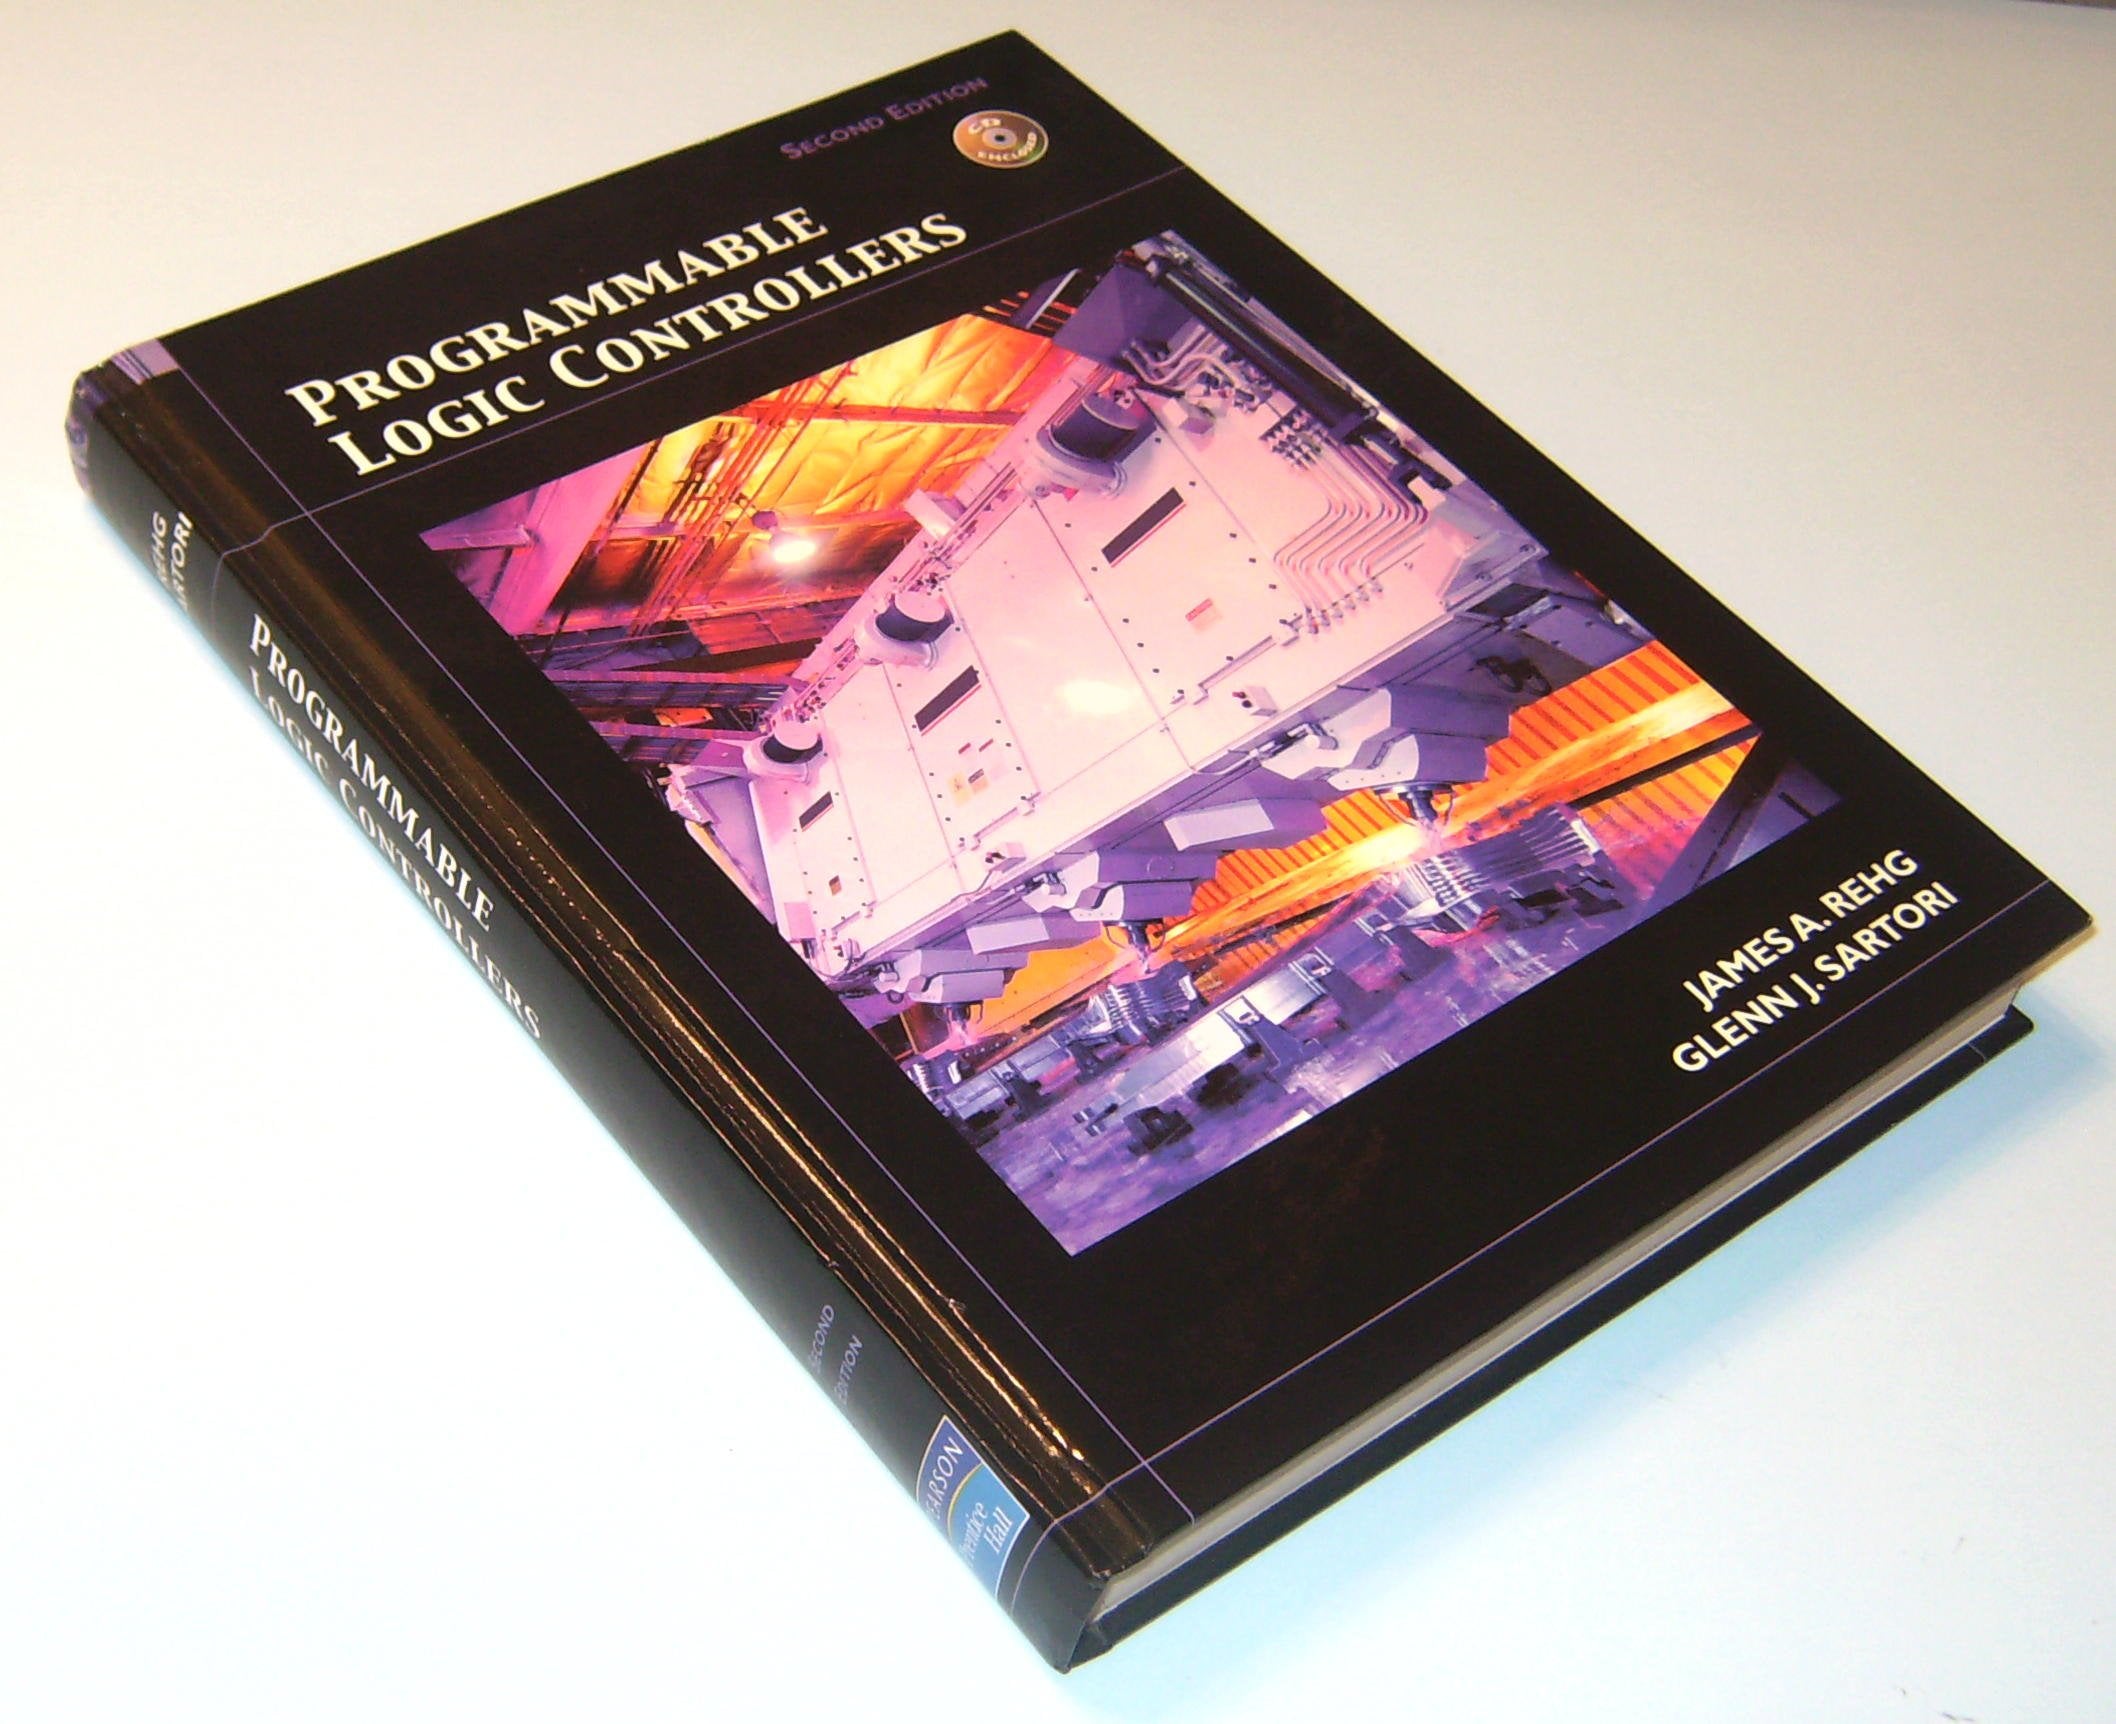 SECOND EDITION
CD
ENCLOSED
PROGRAMMABLE
LOGIC CONTROLLERS
JAMES A. REHG
GLENN J. SARTORI
REHG
SARTORI
PROGRAMMABLE
LOGIC CONTROLLERS
SECOND
EDITION
PEARSON
Prentice
Hall